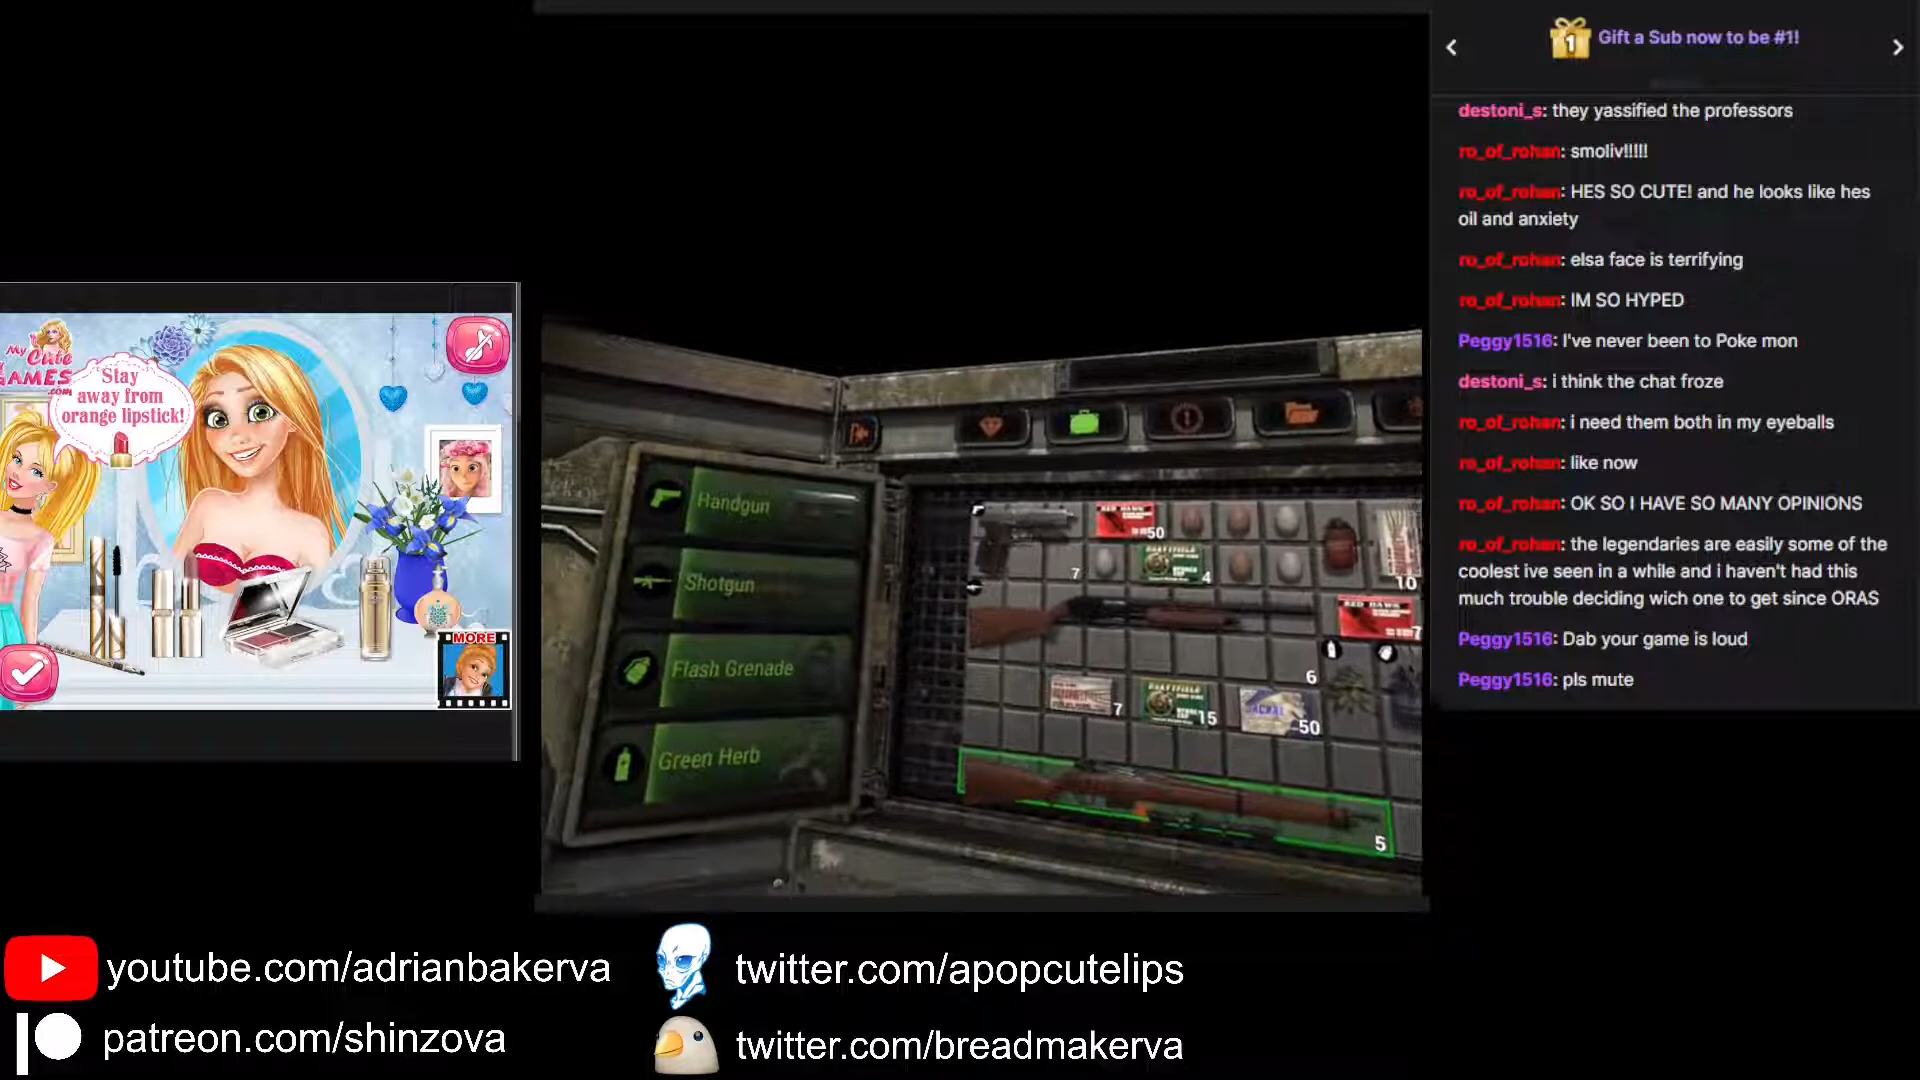 Gift a Sub now to be #1!
1
destoni_s: they yassified the professors
ro_of_rohan: smoliv!!!!!
ro_of_rohan: HES SO CUTE! and he looks like hes
oil and anxiety
ro_of_rohan: elsa face is terrifying
ro_of_rohan: IM SO HYPED
Peggy1516: I've never been to Poke mon
destoni_s: i think the chat froze
ro_of_rohan: i need them both in my eyeballs
ro_of_rohan: like now
ro_of_rohan: OK SO I HAVE SO MANY OPINIONS
ro_of_rohan: the legendaries are easily some of the
coolest ive seen in a while and i haven't had this
much trouble deciding wich one to get since ORAS
Peggy1516: Dab your game is loud
Peggy1516: pls mute
My
Cute
GAMES
.com
Stay
away from
orange lipstick!
MORE
Handgun
Shotgun
Flash Grenade
Green Herb
RED HAWK
50
7
4
10
RED HAWK
7
6
7
15
50
5
youtube.com/adrianbakerva
twitter.com/apopcutelips
patreon.com/shinzova
twitter.com/breadmakerva